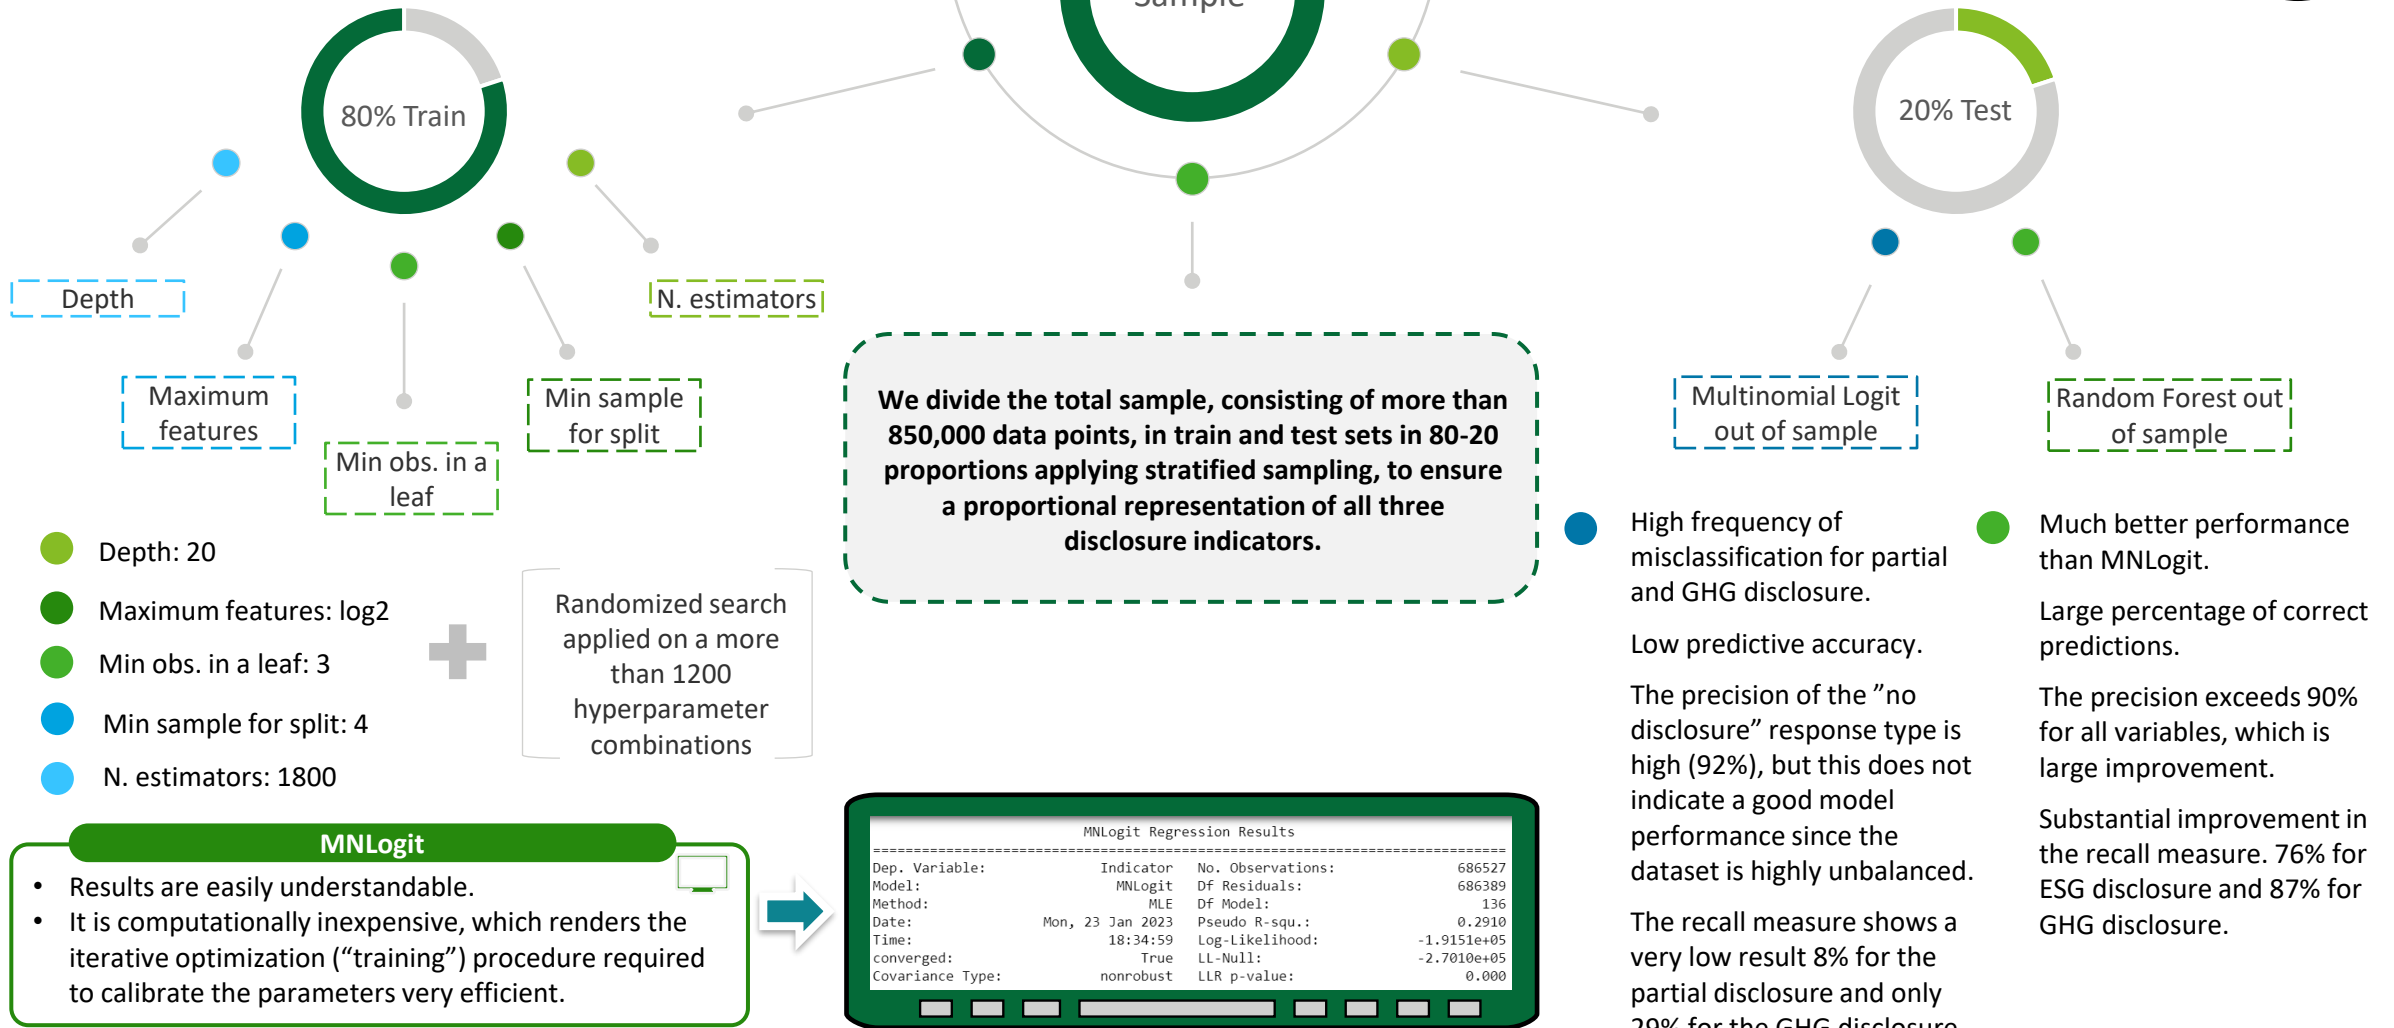 Sample
80% Train
20% Test
Depth
N. estimators
Maximum
features
Min obs. in a
leaf
Min sample
for split
Depth: 20
Maximum features: log2
Min obs. in a leaf: 3
Min sample for split: 4
N. estimators: 1800
Randomized search
applied on a more
than 1200
hyperparameter
combinations
MNLogit
• Results are easily understandable.
• It is computationally inexpensive, which renders the
iterative optimization (“training”) procedure required
to calibrate the parameters very efficient.
We divide the total sample, consisting of more than
850,000 data points, in train and test sets in 80-20
proportions applying stratified sampling, to ensure
a proportional representation of all three
disclosure indicators.
MNLogit Regression Results
Dep. Variable: Indicator No. Observations: 686527
Model: MNLogit Df Residuals: 686389
Method: MLE Df Model: 136
Date: Mon, 23 Jan 2023 Pseudo R-squ.: 0.2910
Time: 18:34:59 Log-Likelihood: -1.9151e+05
converged: True LL-Null: -2.7010e+05
Covariance Type: nonrobust LLR p-value: 0.000
Multinomial Logit
out of sample
Random Forest out
of sample
High frequency of
misclassification for partial
and GHG disclosure.
Low predictive accuracy.
The precision of the ”no
disclosure” response type is
high (92%), but this does not
indicate a good model
performance since the
dataset is highly unbalanced.
The recall measure shows a
very low result 8% for the
partial disclosure and only
29% for the GHG disclosure
Much better performance
than MNLogit.
Large percentage of correct
predictions.
The precision exceeds 90%
for all variables, which is
large improvement.
Substantial improvement in
the recall measure. 76% for
ESG disclosure and 87% for
GHG disclosure.